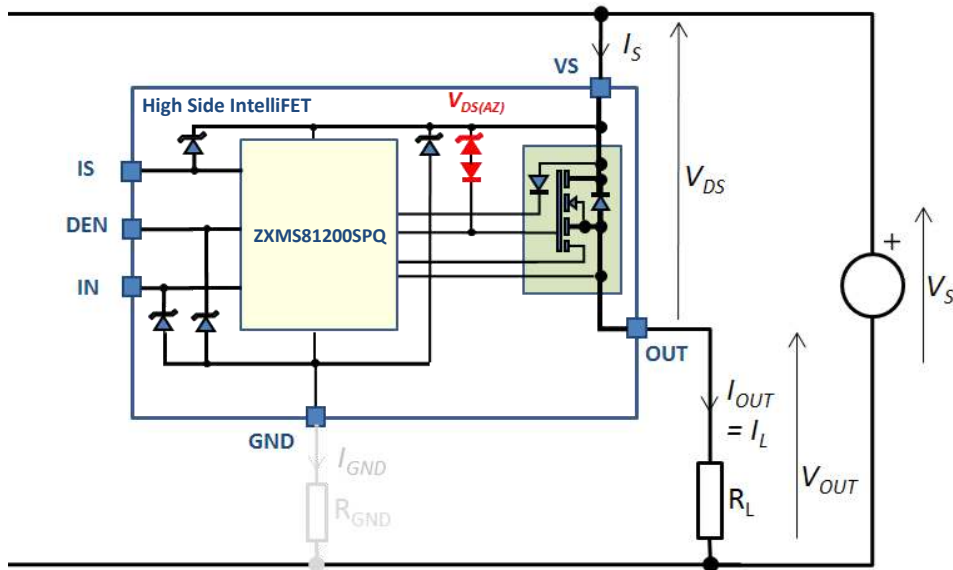 I_S
VS
High Side IntelliFET
V_DS(AZ)
IS
V_DS
DEN
ZXMS81200SPQ
+
V_S
IN
OUT
I_OUT
= I_L
GND
I_GND
V_OUT
R_L
R_GND